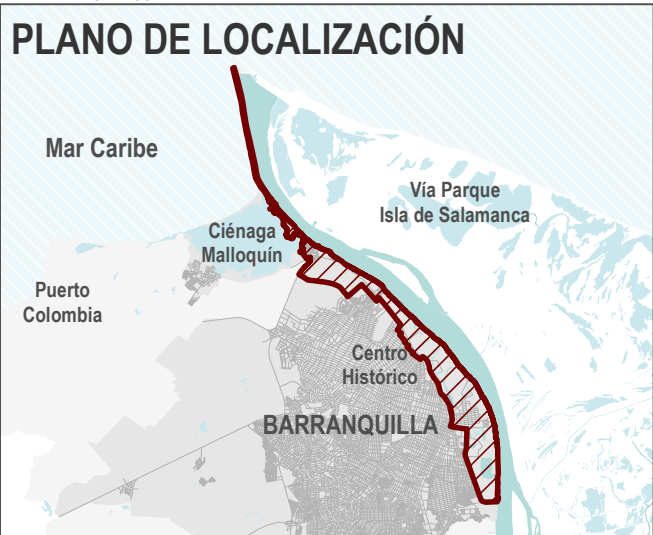 PLANO DE LOCALIZACIÓN
Mar Caribe
Vía Parque
Isla de Salamanca
Ciénaga
Malloquín
Puerto
Colombia
Centro
Histórico
BARRANQUILLA